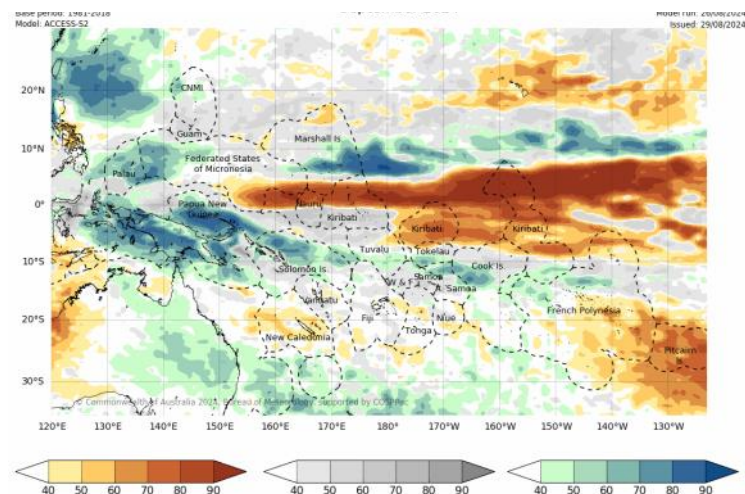 Base period: 1981-2018
Model: ACCESS-S2
Model run: 26/08/2024
Issued: 29/08/2024
20°N
10°N
0°
10°S
20°S
30°S
CNMI
Guam
Marshall Is.
Federated States
of Micronesia
Palau
Papua New
Guinea
Nauru
Kiribati
Kiribati
Kiribati
Tuvalu
Tokelau
Solomon Is.
Cook Is.
Samoa
W & F
A. Samoa
Vanuatu
Fiji
Niue
Tonga
French Polynesia
New Caledonia
Pitcairn
© Commonwealth of Australia 2024, Bureau of Meteorology, supported by COSPPac
120°E 130°E 140°E 150°E 160°E 170°E 180° 170°W 160°W 150°W 140°W 130°W
40 50 60 70 80 90
40 50 60 70 80 90
40 50 60 70 80 90